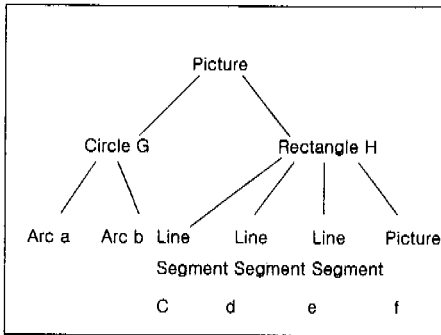 Picture
Circle G Rectangle H
Arc a Arc b Line Line Line Picture
Segment Segment Segment
C d e f